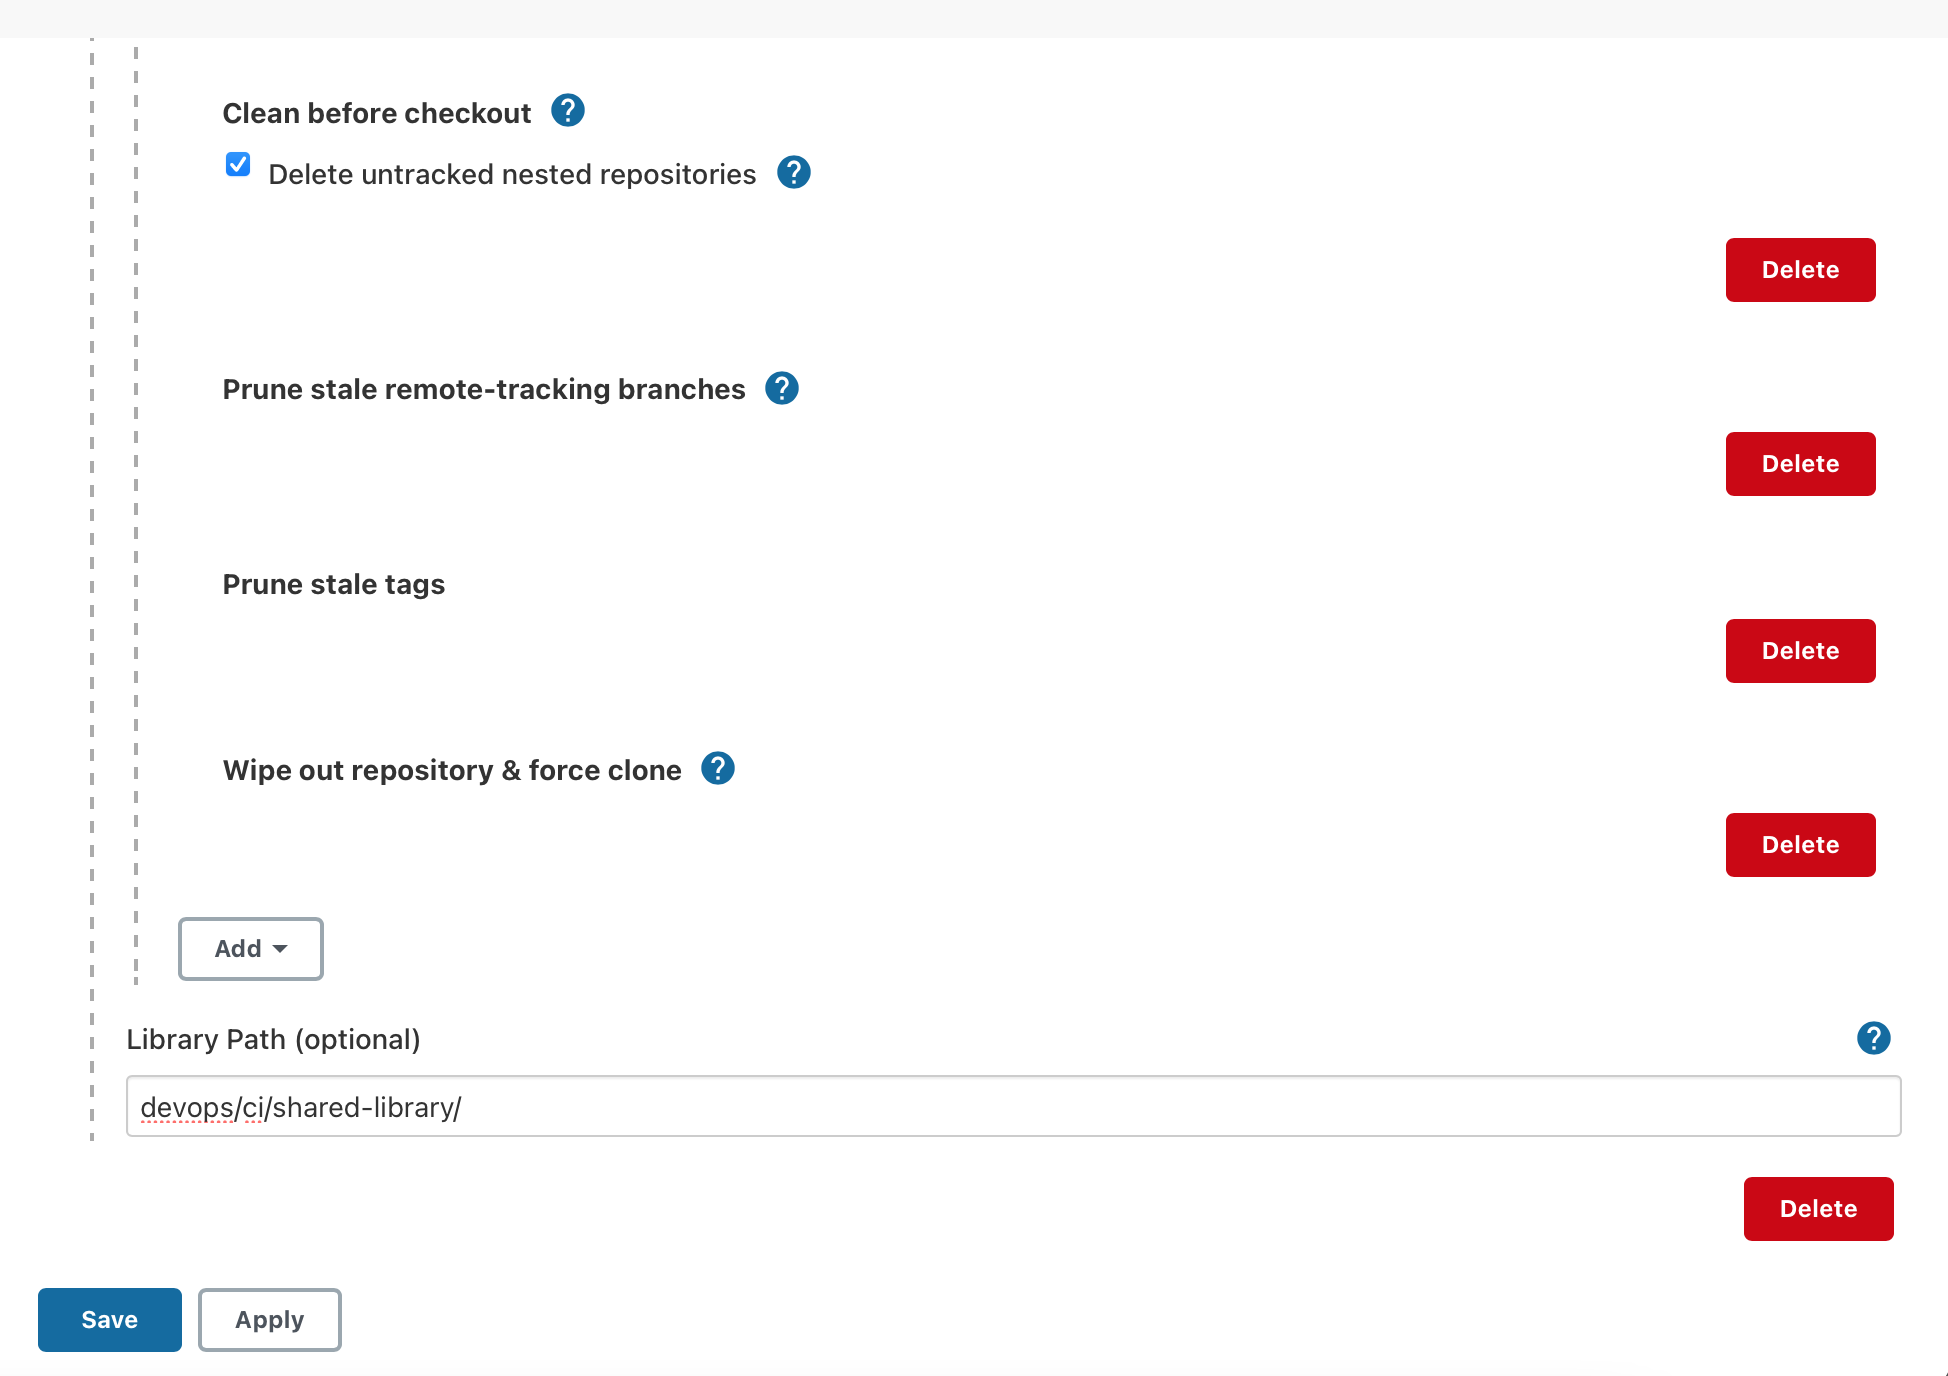 Clean before checkout ?
Delete untracked nested repositories ?
Delete
Prune stale remote-tracking branches ?
Delete
Prune stale tags
Delete
Wipe out repository & force clone ?
Delete
Add
Library Path (optional) ?
devops/ci/shared-library/
Delete
Save Apply